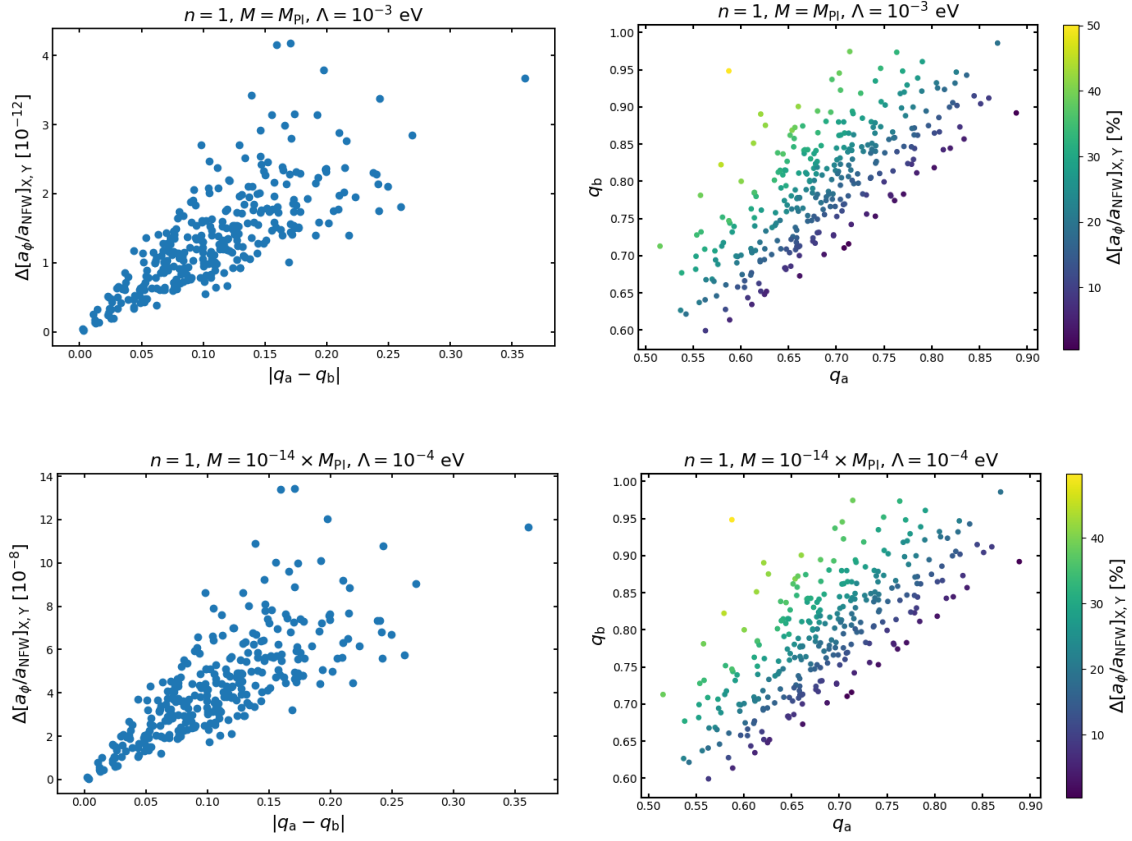 n = 1, M = M_PI, Λ = 10^−3 eV
Δ[a_ϕ/a_NFW]_X,Y [10^−12]
4
3
2
1
0
0.00 0.05 0.10 0.15 0.20 0.25 0.30 0.35
|q_a − q_b|
n = 1, M = M_PI, Λ = 10^−3 eV
q_b
1.00
0.95
0.90
0.85
0.80
0.75
0.70
0.65
0.60
0.50 0.55 0.60 0.65 0.70 0.75 0.80 0.85 0.90
q_a
50
40
30
20
10
Δ[a_ϕ/a_NFW]_X,Y [%]
n = 1, M = 10^−14 × M_PI, Λ = 10^−4 eV
Δ[a_ϕ/a_NFW]_X,Y [10^−8]
14
12
10
8
6
4
2
0
0.00 0.05 0.10 0.15 0.20 0.25 0.30 0.35
|q_a − q_b|
n = 1, M = 10^−14 × M_PI, Λ = 10^−4 eV
q_b
1.00
0.95
0.90
0.85
0.80
0.75
0.70
0.65
0.60
0.50 0.55 0.60 0.65 0.70 0.75 0.80 0.85 0.90
q_a
40
30
20
10
Δ[a_ϕ/a_NFW]_X,Y [%]